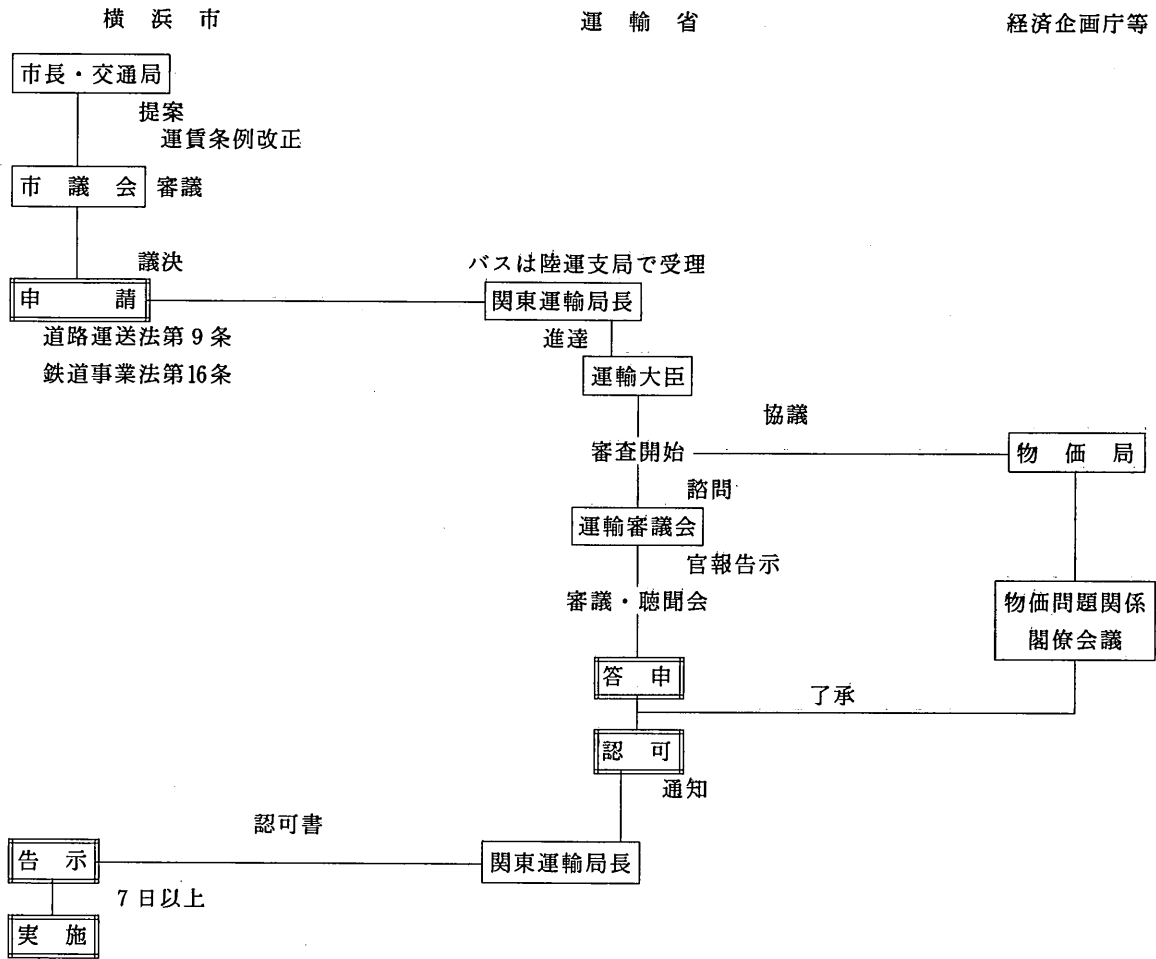 横浜市
運輸省
経済企画庁等
市長・交通局
提案
運賃条例改正
市議会 審議
議決
バスは陸運支局で受理
申請
関東運輸局長
道路運送法第9条
進達
鉄道事業法第16条
運輸大臣
協議
審査開始
物価局
諮問
運輸審議会
官報告示
審議・聴聞会
物価問題関係
閣僚会議
答申
了承
認可
通知
認可書
告示
関東運輸局長
7日以上
実施